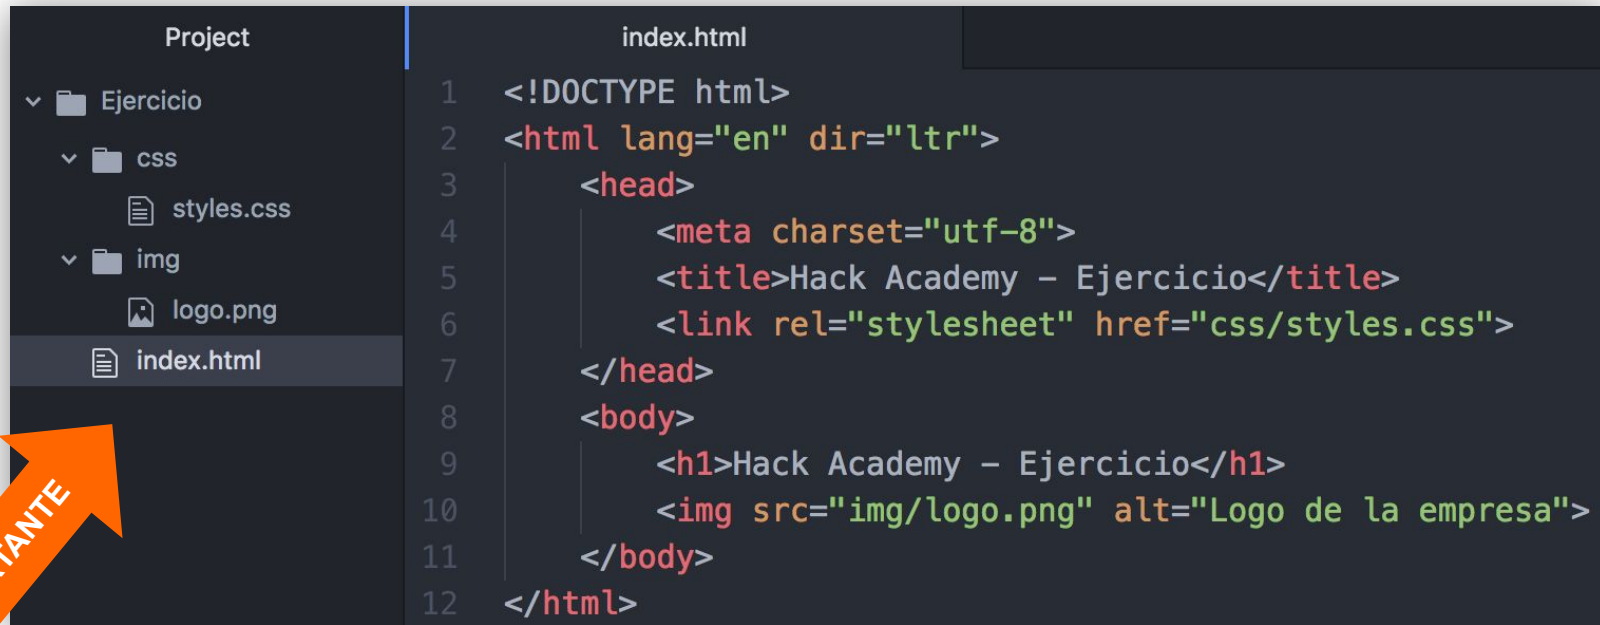 Project
Ejercicio
css
styles.css
img
logo.png
index.html
index.html
1 <!DOCTYPE html>
2 <html lang="en" dir="ltr">
3 <head>
4 <meta charset="utf-8">
5 <title>Hack Academy – Ejercicio</title>
6 <link rel="stylesheet" href="css/styles.css">
7 </head>
8 <body>
9 <h1>Hack Academy – Ejercicio</h1>
10 <img src="img/logo.png" alt="Logo de la empresa">
11 </body>
12 </html>